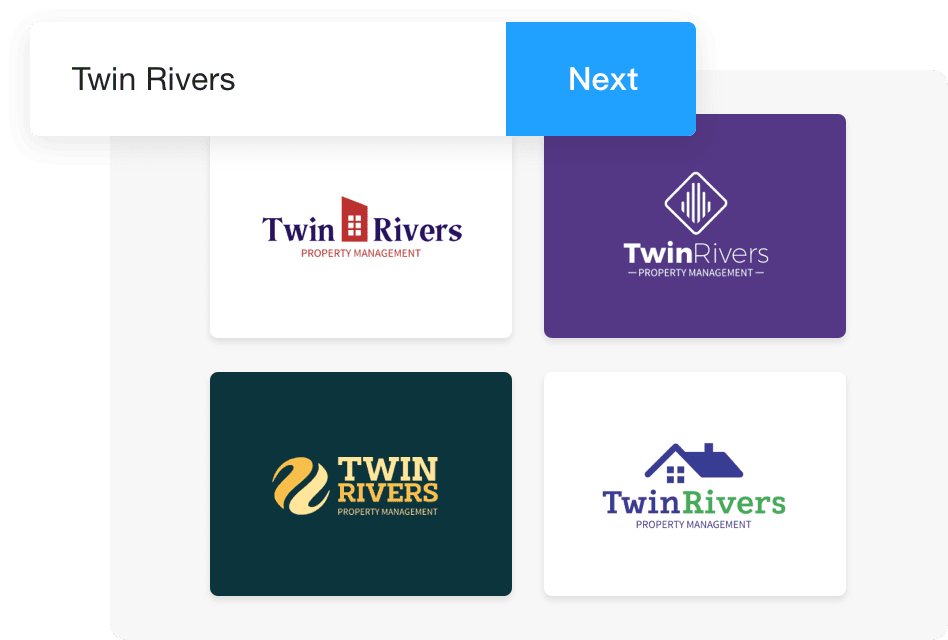 Twin Rivers
Next
Twin Rivers
PROPERTY MANAGEMENT
TwinRivers
PROPERTY MANAGEMENT
TWIN
RIVERS
PROPERTY MANAGEMENT
TwinRivers
PROPERTY MANAGEMENT